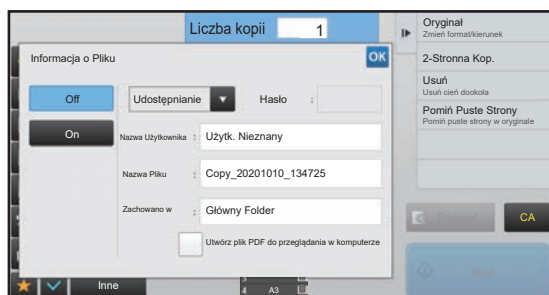 Liczba kopii 1
Oryginał
Zmień format/kierunek
2-Stronna Kop.
Usuń
Usuń cień dookoła
Pomiń Puste Strony
Pomiń puste strony w oryginale
Informacja o Pliku
OK
Off
On
Udostępnianie
Hasło :
Nazwa Użytkownika : Użytk. Nieznany
Nazwa Pliku : Copy_20201010_134725
Zachowano w : Główny Folder
Utwórz plik PDF do przeglądania w komputerze
CA
Start
Inne
4 A3